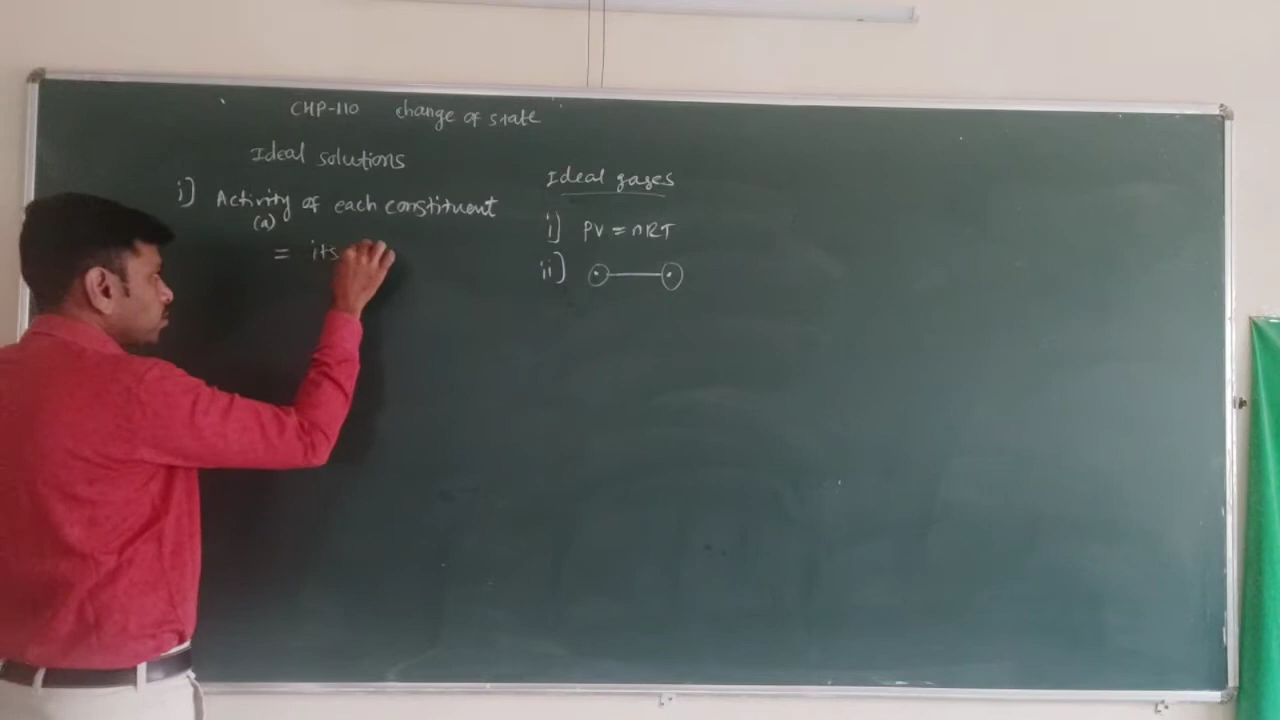 CHP-110 change of state
Ideal solutions
i] Activity of each constituent
(a)
= its
Ideal gases
i] PV = nRT
ii]